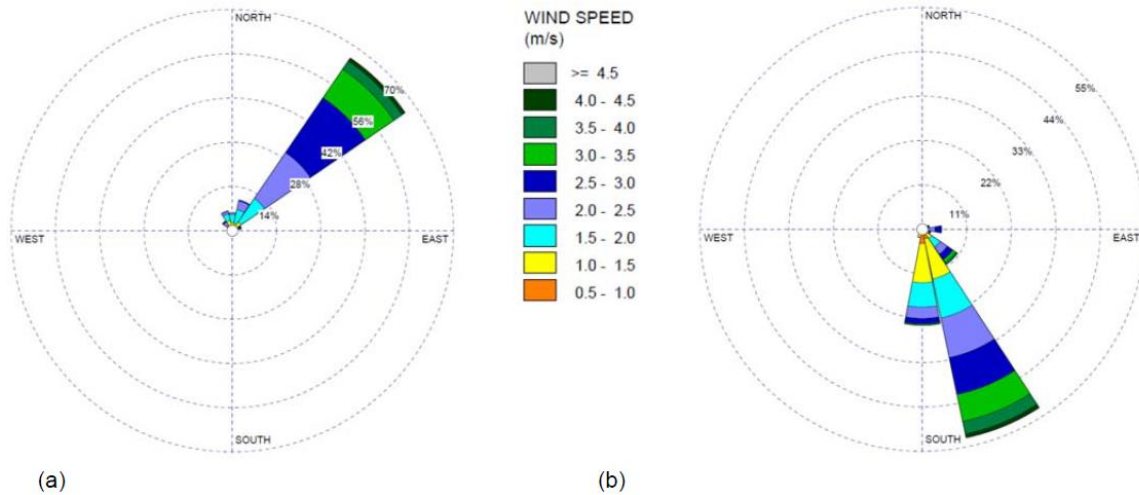 NORTH
70%
56%
42%
28%
14%
WEST
EAST
SOUTH
WIND SPEED
(m/s)
>= 4.5
4.0 - 4.5
3.5 - 4.0
3.0 - 3.5
2.5 - 3.0
2.0 - 2.5
1.5 - 2.0
1.0 - 1.5
0.5 - 1.0
NORTH
55%
44%
33%
22%
11%
WEST
EAST
SOUTH
(a)
(b)